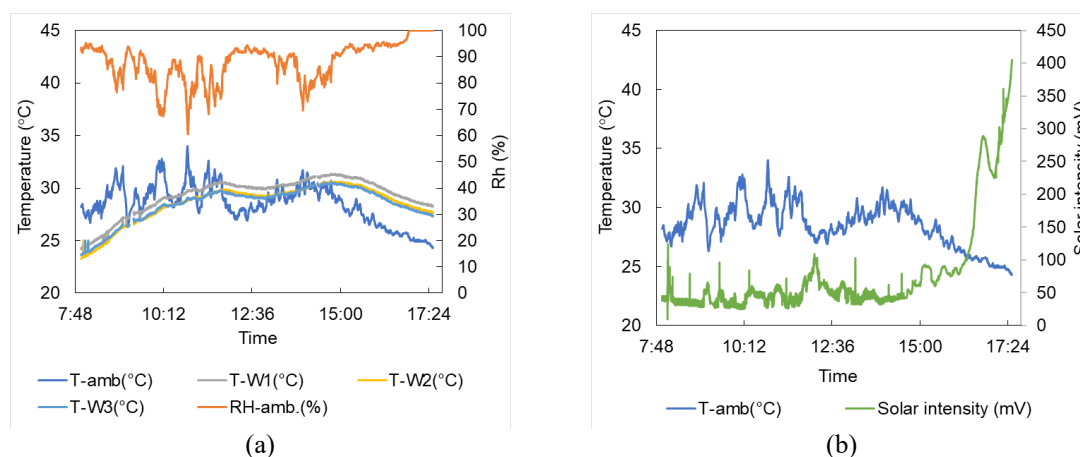 45
40
35
30
25
20
Temperature (°C)
100
90
80
70
60
50
40
30
20
10
0
Rh (%)
7:48 10:12 12:36 15:00 17:24
Time
T-amb(°C) T-W1(°C) T-W2(°C)
T-W3(°C) RH-amb.(%)
(a)
45
40
35
30
25
20
Temperature (°C)
450
400
350
300
250
200
150
100
50
0
Solar intensity (mV)
7:48 10:12 12:36 15:00 17:24
Time
T-amb(°C) Solar intensity (mV)
(b)